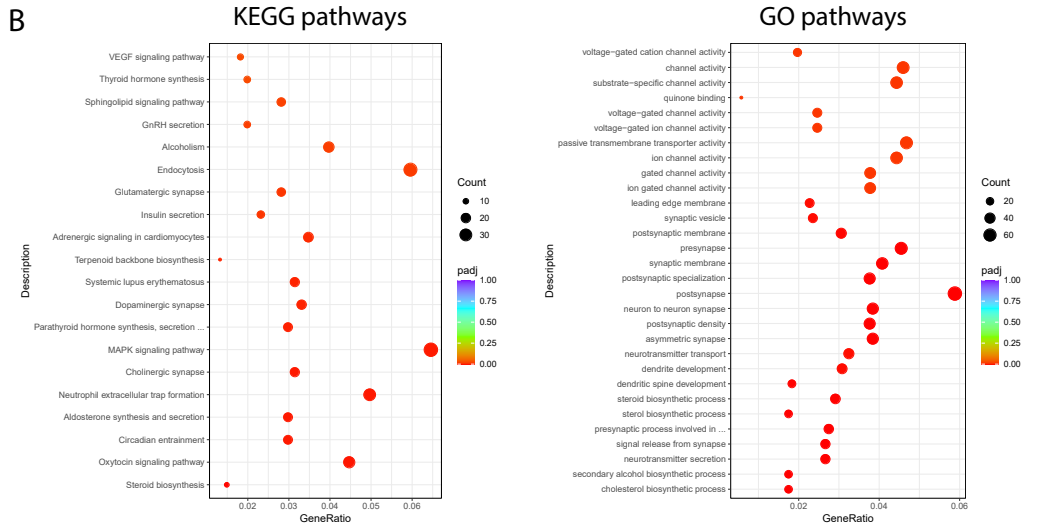 B
KEGG pathways
Description
VEGF signaling pathway
Thyroid hormone synthesis
Sphingolipid signaling pathway
GnRH secretion
Alcoholism
Endocytosis
Glutamatergic synapse
Insulin secretion
Adrenergic signaling in cardiomyocytes
Terpenoid backbone biosynthesis
Systemic lupus erythematosus
Dopaminergic synapse
Parathyroid hormone synthesis, secretion ...
MAPK signaling pathway
Cholinergic synapse
Neutrophil extracellular trap formation
Aldosterone synthesis and secretion
Circadian entrainment
Oxytocin signaling pathway
Steroid biosynthesis
0.02 0.03 0.04 0.05 0.06
GeneRatio
Count
10
20
30
padj
1.00
0.75
0.50
0.25
0.00
GO pathways
Description
voltage-gated cation channel activity
channel activity
substrate-specific channel activity
quinone binding
voltage-gated channel activity
voltage-gated ion channel activity
passive transmembrane transporter activity
ion channel activity
gated channel activity
ion gated channel activity
leading edge membrane
synaptic vesicle
postsynaptic membrane
presynapse
synaptic membrane
postsynaptic specialization
postsynapse
neuron to neuron synapse
postsynaptic density
asymmetric synapse
neurotransmitter transport
dendrite development
dendritic spine development
steroid biosynthetic process
sterol biosynthetic process
presynaptic process involved in ...
signal release from synapse
neurotransmitter secretion
secondary alcohol biosynthetic process
cholesterol biosynthetic process
0.02 0.04 0.06
GeneRatio
Count
20
40
60
padj
1.00
0.75
0.50
0.25
0.00